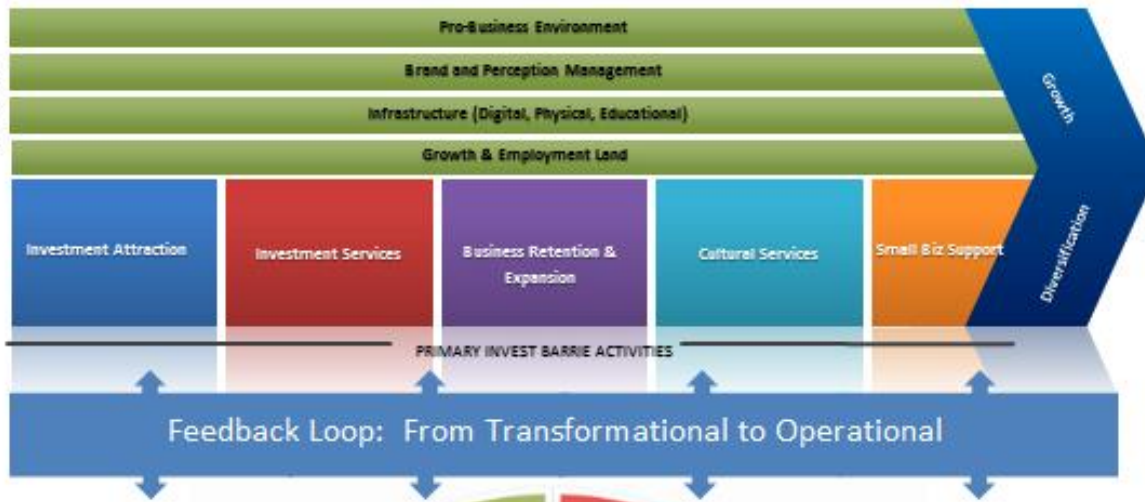 Pro-Business Environment
Brand and Perception Management
Infrastructure (Digital, Physical, Educational)
Growth & Employment Land
Growth
Diversification
Investment Attraction
Investment Services
Business Retention &
Expansion
Cultural Services
Small Biz Support
PRIMARY INVEST BARRIE ACTIVITIES
Feedback Loop: From Transformational to Operational